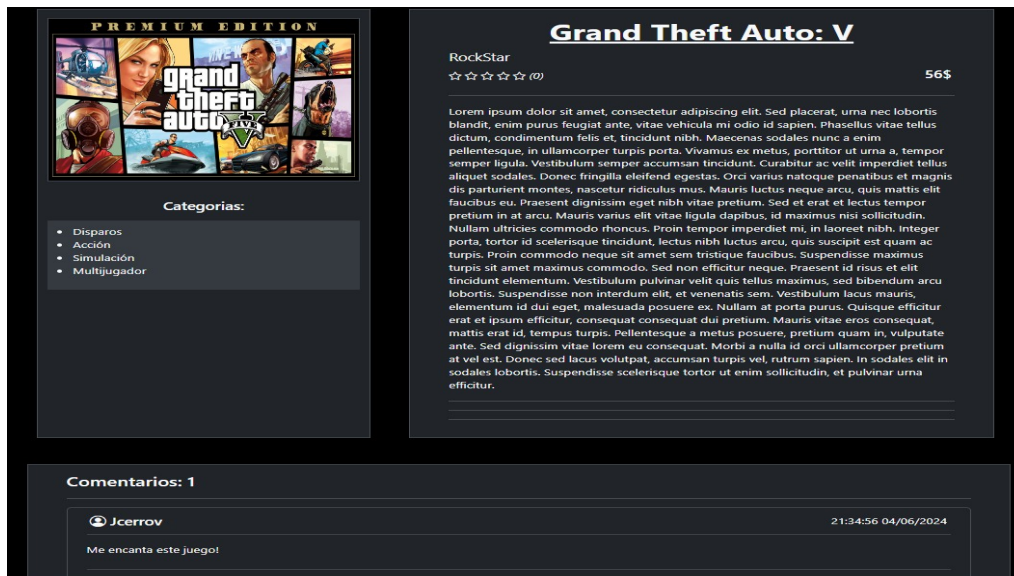 PREMIUM EDITION
grand
theft
auto
FIVE
Categorias:
Disparos
Acción
Simulación
Multijugador
Grand Theft Auto: V
RockStar
(0)
56$
Lorem ipsum dolor sit amet, consectetur adipiscing elit. Sed placerat, urna nec lobortis
blandit, enim purus feugiat ante, vitae vehicula mi odio id sapien. Phasellus vitae tellus
dictum, condimentum felis et, tincidunt nibh. Maecenas sodales nunc a enim
pellentesque, in ullamcorper turpis porta. Vivamus ex metus, porttitor ut urna a, tempor
semper ligula. Vestibulum semper accumsan tincidunt. Curabitur ac velit imperdiet tellus
aliquet sodales. Donec fringilla eleifend egestas. Orci varius natoque penatibus et magnis
dis parturient montes, nascetur ridiculus mus. Mauris luctus neque arcu, quis mattis elit
faucibus eu. Praesent dignissim eget nibh vitae pretium. Sed et erat et lectus tempor
pretium in at arcu. Mauris varius elit vitae ligula dapibus, id maximus nisi sollicitudin.
Nullam ultricies commodo rhoncus. Proin tempor imperdiet mi, in laoreet nibh. Integer
porta, tortor id scelerisque tincidunt, lectus nibh luctus arcu, quis suscipit est quam ac
turpis. Proin commodo neque sit amet sem tristique faucibus. Suspendisse maximus
turpis sit amet maximus commodo. Sed non efficitur neque. Praesent id risus et elit
tincidunt elementum. Vestibulum pulvinar velit quis tellus maximus, sed bibendum arcu
lobortis. Suspendisse non interdum elit, et venenatis sem. Vestibulum lacus mauris,
elementum id dui eget, malesuada posuere ex. Nullam at porta purus. Quisque efficitur
erat et ipsum efficitur, consequat consequat dui pretium. Mauris vitae eros consequat,
mattis erat id, tempus turpis. Pellentesque a metus posuere, pretium quam in, vulputate
ante. Sed dignissim vitae lorem eu consequat. Morbi a nulla id orci ullamcorper pretium
at vel est. Donec sed lacus volutpat, accumsan turpis vel, rutrum sapien. In sodales elit in
sodales lobortis. Suspendisse scelerisque tortor ut enim sollicitudin, et pulvinar urna
efficitur.
Comentarios: 1
Jcerrov
21:34:56 04/06/2024
Me encanta este juego!